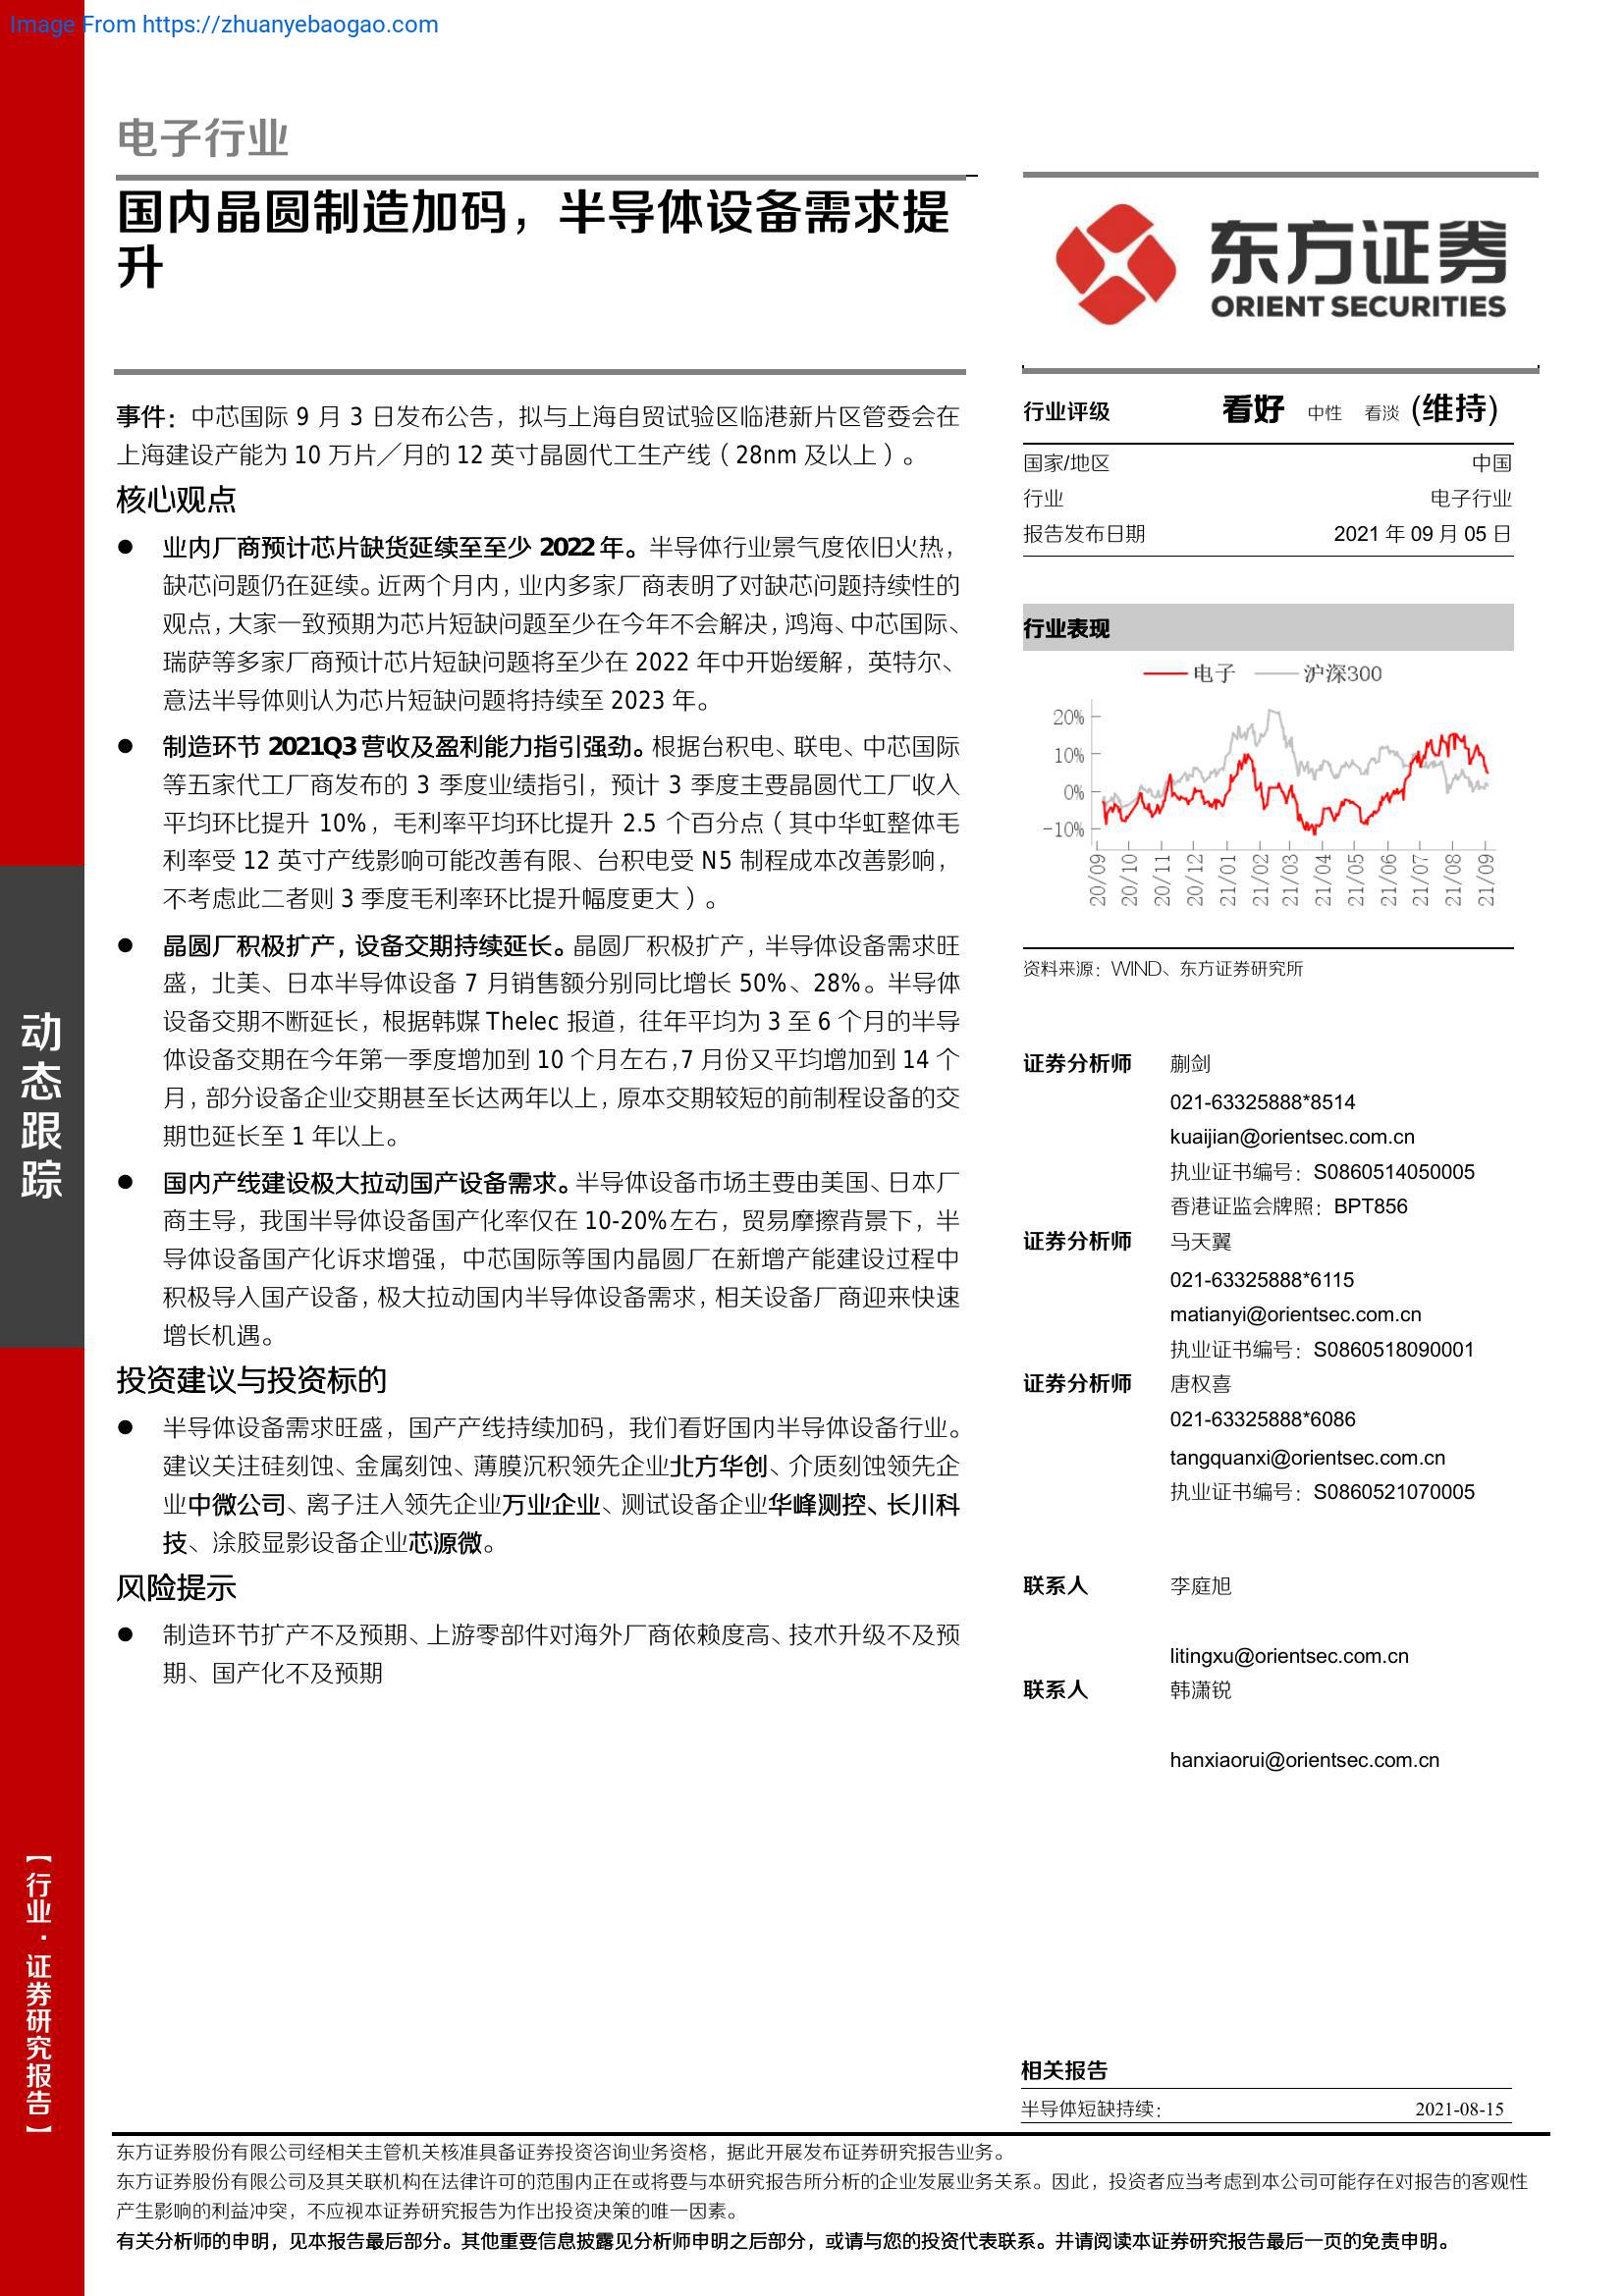 Image From https://zhuanyebaogao.com
电子行业
国内晶圆制造加码，半导体设备需求提
升
事件：中芯国际 9 月 3 日发布公告，拟与上海自贸试验区临港新片区管委会在
上海建设产能为 10 万片／月的 12 英寸晶圆代工生产线（28nm 及以上）。
核心观点
● 业内厂商预计芯片缺货延续至至少 2022 年。半导体行业景气度依旧火热，
缺芯问题仍在延续。近两个月内，业内多家厂商表明了对缺芯问题持续性的
观点，大家一致预期为芯片短缺问题至少在今年不会解决，鸿海、中芯国际、
瑞萨等多家厂商预计芯片短缺问题将至少在 2022 年中开始缓解，英特尔、
意法半导体则认为芯片短缺问题将持续至 2023 年。
● 制造环节 2021Q3 营收及盈利能力指引强劲。根据台积电、联电、中芯国际
等五家代工厂商发布的 3 季度业绩指引，预计 3 季度主要晶圆代工厂收入
平均环比提升 10%，毛利率平均环比提升 2.5 个百分点（其中华虹整体毛
利率受 12 英寸产线影响可能改善有限、台积电受 N5 制程成本改善影响，
不考虑此二者则 3 季度毛利率环比提升幅度更大）。
● 晶圆厂积极扩产，设备交期持续延长。晶圆厂积极扩产，半导体设备需求旺
盛，北美、日本半导体设备 7 月销售额分别同比增长 50%、28%。半导体
设备交期不断延长，根据韩媒 Thelec 报道，往年平均为 3 至 6 个月的半导
体设备交期在今年第一季度增加到 10 个月左右，7 月份又平均增加到 14 个
月，部分设备企业交期甚至长达两年以上，原本交期较短的前制程设备的交
期也延长至 1 年以上。
● 国内产线建设极大拉动国产设备需求。半导体设备市场主要由美国、日本厂
商主导，我国半导体设备国产化率仅在 10-20%左右，贸易摩擦背景下，半
导体设备国产化诉求增强，中芯国际等国内晶圆厂在新增产能建设过程中
积极导入国产设备，极大拉动国内半导体设备需求，相关设备厂商迎来快速
增长机遇。
投资建议与投资标的
● 半导体设备需求旺盛，国产产线持续加码，我们看好国内半导体设备行业。
建议关注硅刻蚀、金属刻蚀、薄膜沉积领先企业北方华创、介质刻蚀领先企
业中微公司、离子注入领先企业万业企业、测试设备企业华峰测控、长川科
技、涂胶显影设备企业芯源微。
风险提示
● 制造环节扩产不及预期、上游零部件对海外厂商依赖度高、技术升级不及预
期、国产化不及预期
东方证券
ORIENT SECURITIES
行业评级 看好 中性 看淡 (维持)
国家/地区 中国
行业 电子行业
报告发布日期 2021 年 09 月 05 日
行业表现
电子 沪深300
20%
10%
0%
-10%
20/09 20/10 20/11 20/12 21/01 21/02 21/03 21/04 21/05 21/06 21/07 21/08 21/09
资料来源：WIND、东方证券研究所
证券分析师 蒯剑
021-63325888*8514
kuaijian@orientsec.com.cn
执业证书编号：S0860514050005
香港证监会牌照：BPT856
证券分析师 马天翼
021-63325888*6115
matianyi@orientsec.com.cn
执业证书编号：S0860518090001
证券分析师 唐权喜
021-63325888*6086
tangquanxi@orientsec.com.cn
执业证书编号：S0860521070005
联系人 李庭旭
litingxu@orientsec.com.cn
联系人 韩潇锐
hanxiaorui@orientsec.com.cn
相关报告
半导体短缺持续： 2021-08-15
动态跟踪
【行业·证券研究报告】
东方证券股份有限公司经相关主管机关核准具备证券投资咨询业务资格，据此开展发布证券研究报告业务。
东方证券股份有限公司及其关联机构在法律许可的范围内正在或将要与本研究报告所分析的企业发展业务关系。因此，投资者应当考虑到本公司可能存在对报告的客观性
产生影响的利益冲突，不应视本证券研究报告为作出投资决策的唯一因素。
有关分析师的申明，见本报告最后部分。其他重要信息披露见分析师申明之后部分，或请与您的投资代表联系。并请阅读本证券研究报告最后一页的免责申明。